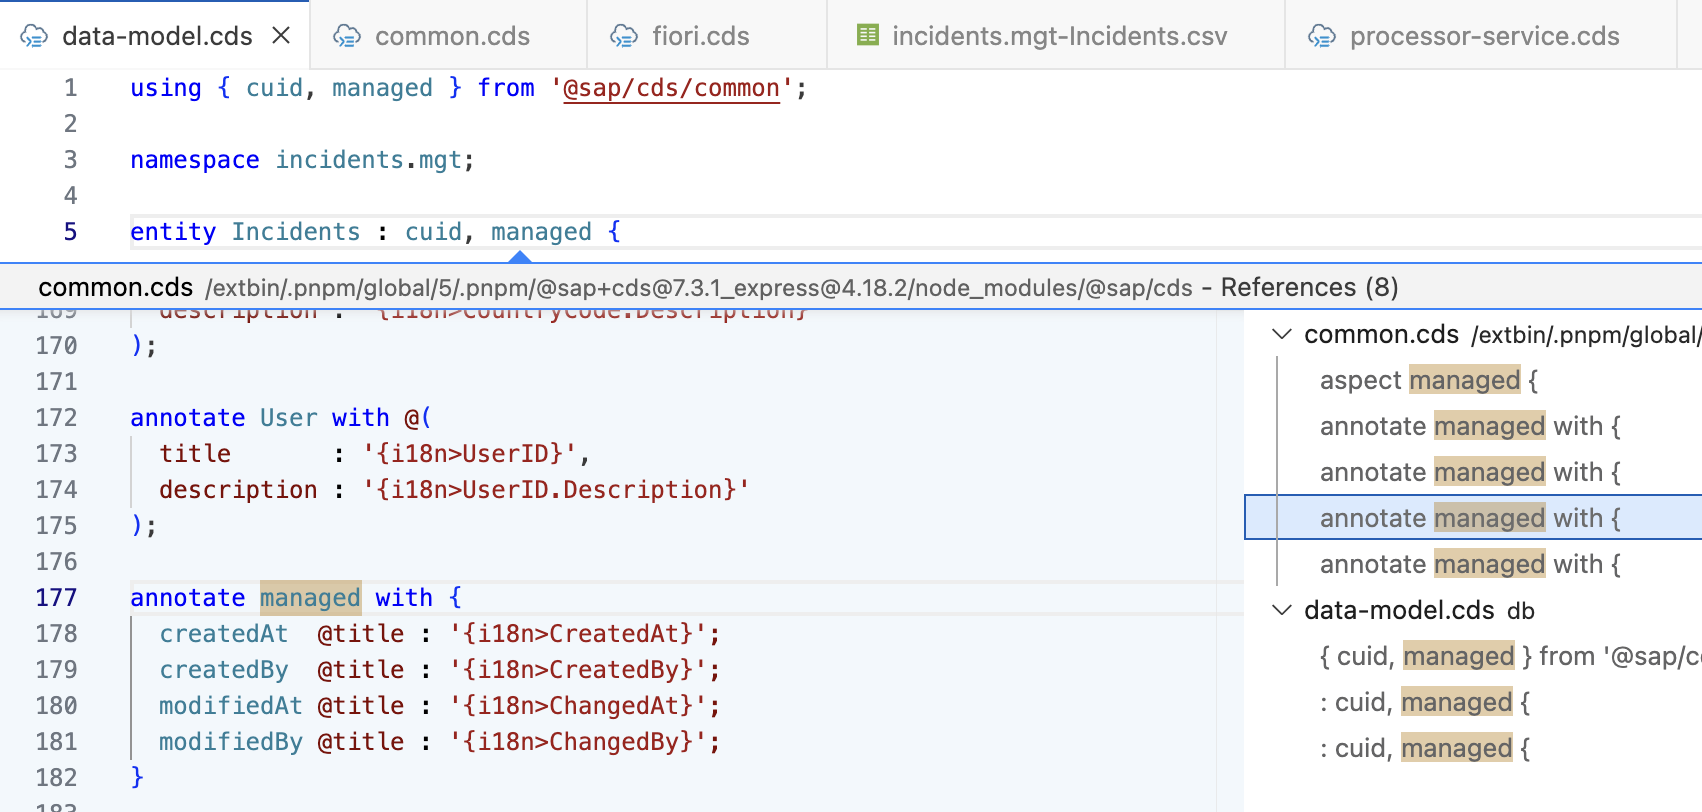 data-model.cds
common.cds
fiori.cds
incidents.mgt-Incidents.csv
processor-service.cds
1 using { cuid, managed } from '@sap/cds/common';
2
3 namespace incidents.mgt;
4
5 entity Incidents : cuid, managed {
common.cds /extbin/.pnpm/global/5/.pnpm/@sap+cds@7.3.1_express@4.18.2/node_modules/@sap/cds - References (8)
169 description : '{i18n>CountryCode.Description}'
170 );
171
172 annotate User with @(
173 title : '{i18n>UserID}',
174 description : '{i18n>UserID.Description}'
175 );
176
177 annotate managed with {
178 createdAt @title : '{i18n>CreatedAt}';
179 createdBy @title : '{i18n>CreatedBy}';
180 modifiedAt @title : '{i18n>ChangedAt}';
181 modifiedBy @title : '{i18n>ChangedBy}';
182 }
183
common.cds /extbin/.pnpm/global/
aspect managed {
annotate managed with {
annotate managed with {
annotate managed with {
annotate managed with {
data-model.cds db
{ cuid, managed } from '@sap/c
: cuid, managed {
: cuid, managed {